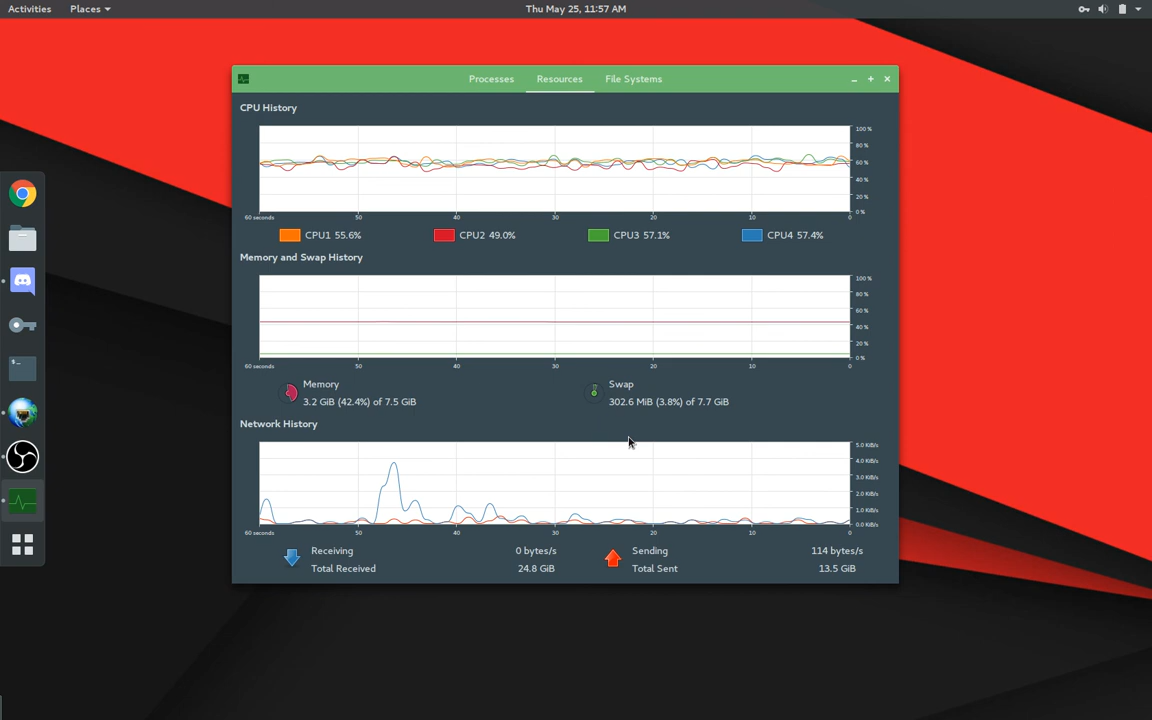 Activities Places Thu May 25, 11:57 AM
Processes Resources File Systems
CPU History
100 %
80 %
60 %
40 %
20 %
0 %
60 seconds 50 40 30 20 10 0
CPU1 55.6% CPU2 49.0% CPU3 57.1% CPU4 57.4%
Memory and Swap History
100 %
80 %
60 %
40 %
20 %
0 %
60 seconds 50 40 30 20 10 0
Memory Swap
3.2 GiB (42.4%) of 7.5 GiB 302.6 MiB (3.8%) of 7.7 GiB
Network History
5.0 KiB/s
4.0 KiB/s
3.0 KiB/s
2.0 KiB/s
1.0 KiB/s
0.0 KiB/s
60 seconds 50 40 30 20 10 0
Receiving 0 bytes/s Sending 114 bytes/s
Total Received 24.8 GiB Total Sent 13.5 GiB